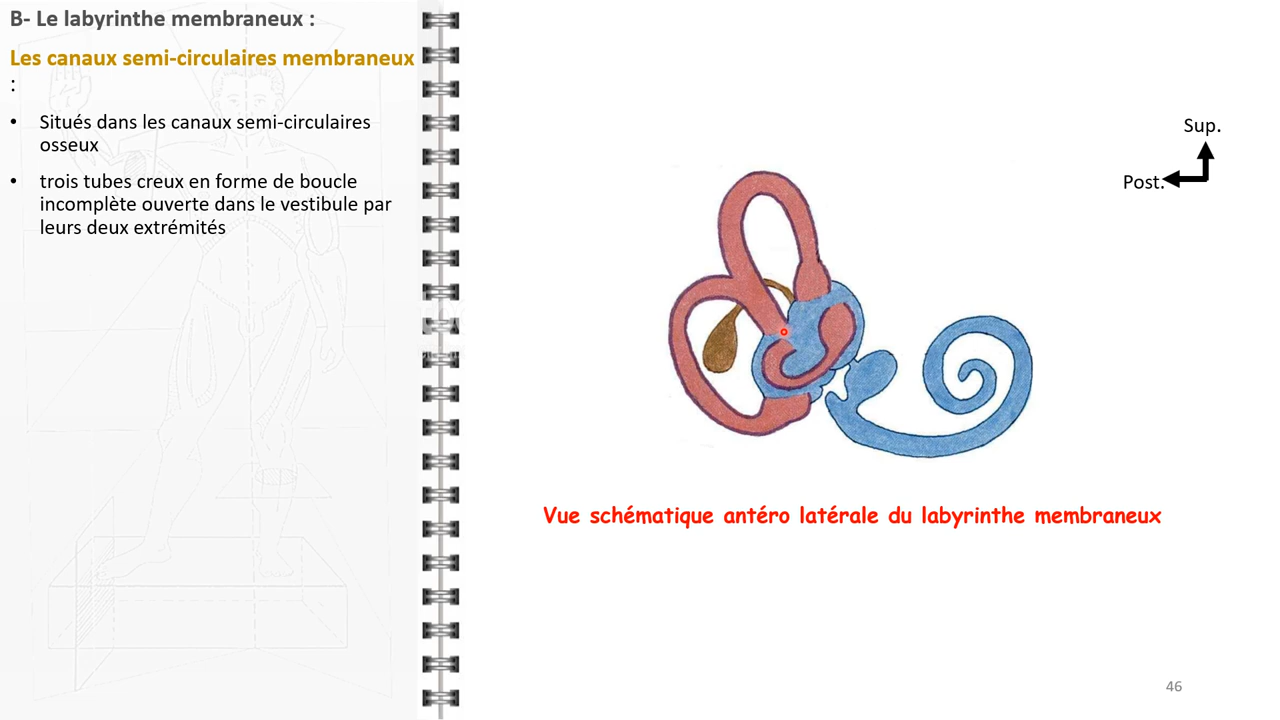 B- Le labyrinthe membraneux :
Les canaux semi-circulaires membraneux
:
• Situés dans les canaux semi-circulaires
osseux
• trois tubes creux en forme de boucle
incomplète ouverte dans le vestibule par
leurs deux extrémités
Sup.
Post.
Vue schématique antéro latérale du labyrinthe membraneux
46